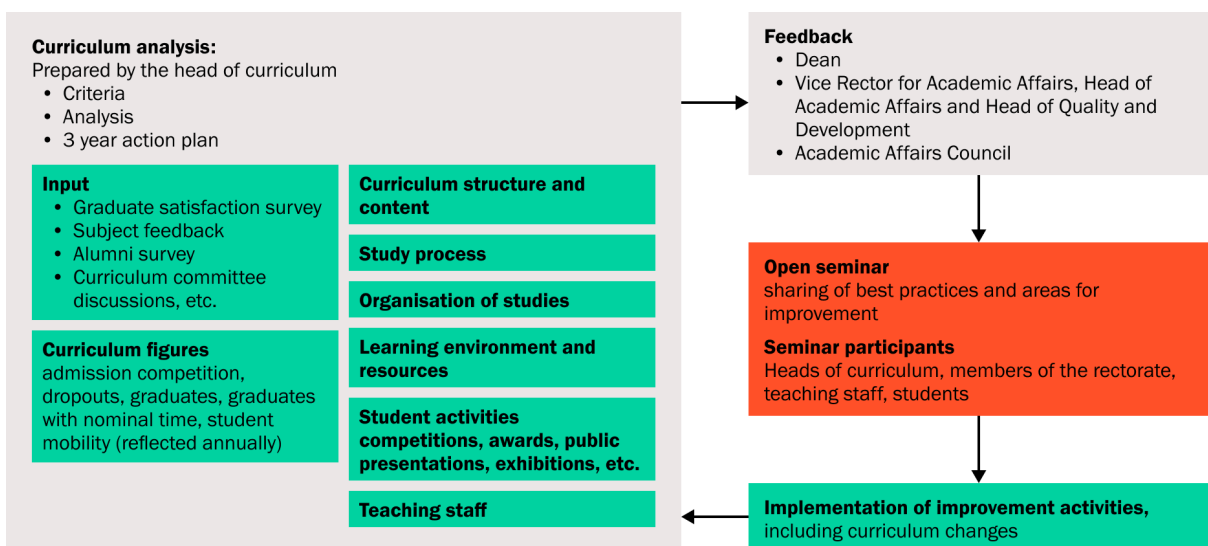 Curriculum analysis:
Prepared by the head of curriculum
• Criteria
• Analysis
• 3 year action plan
Input
• Graduate satisfaction survey
• Subject feedback
• Alumni survey
• Curriculum committee
discussions, etc.
Curriculum figures
admission competition,
dropouts, graduates, graduates
with nominal time, student
mobility (reflected annually)
Curriculum structure and
content
Study process
Organisation of studies
Learning environment and
resources
Student activities
competitions, awards, public
presentations, exhibitions, etc.
Teaching staff
Feedback
• Dean
• Vice Rector for Academic Affairs, Head of
Academic Affairs and Head of Quality and
Development
• Academic Affairs Council
Open seminar
sharing of best practices and areas for
improvement
Seminar participants
Heads of curriculum, members of the rectorate,
teaching staff, students
Implementation of improvement activities,
including curriculum changes